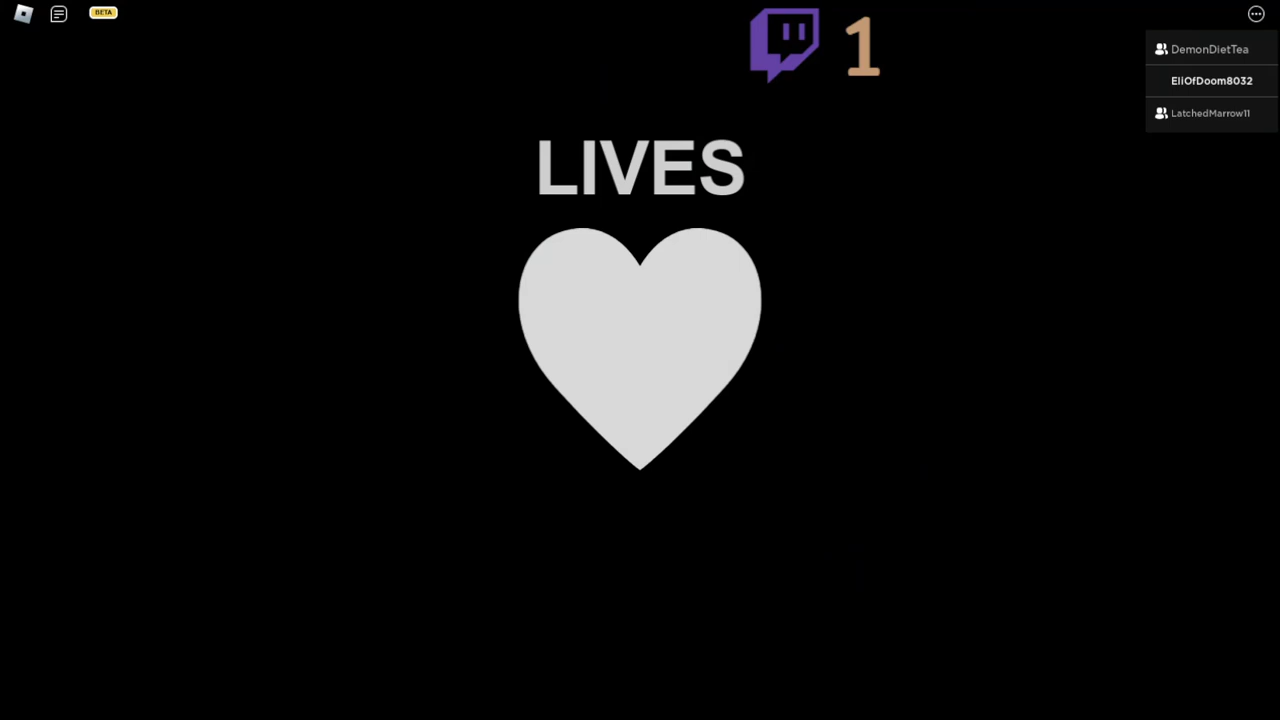 BETA
1
DemonDietTea
EliOfDoom8032
LatchedMarrow11
LIVES